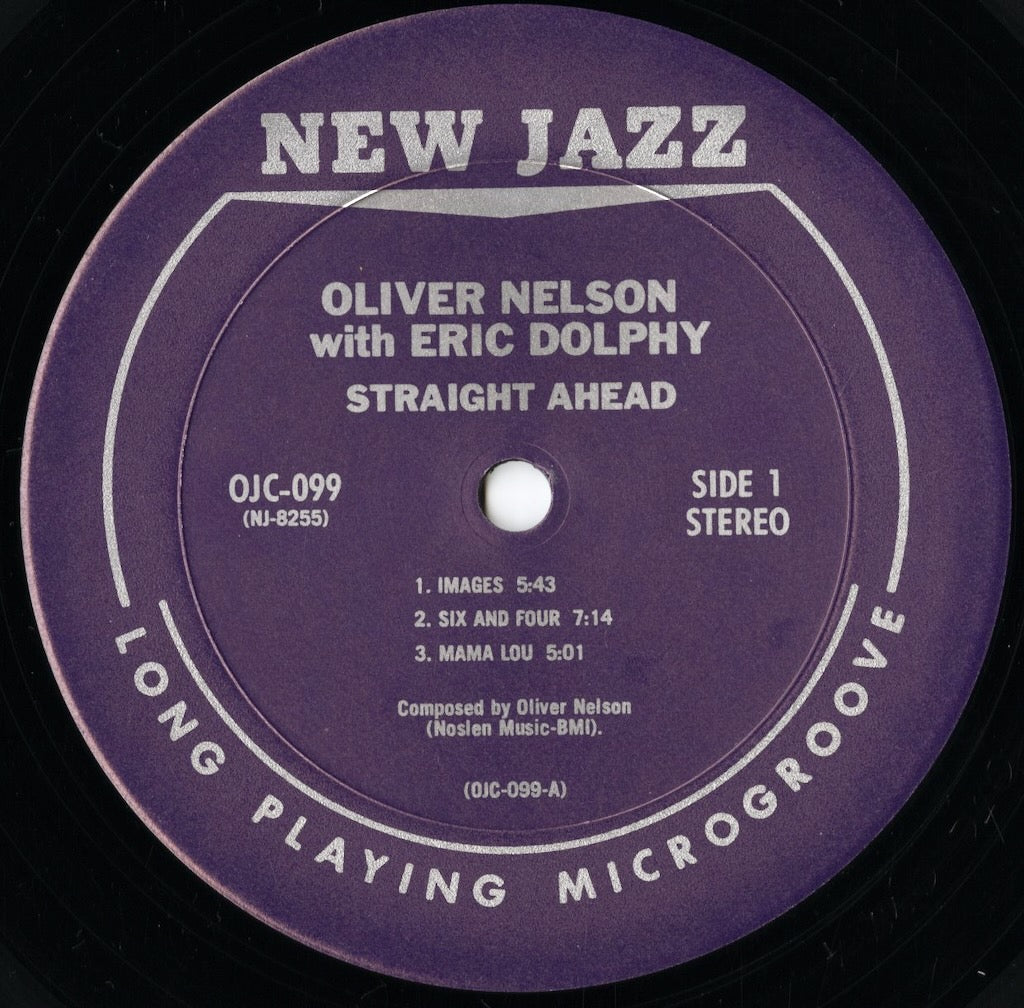 NEW JAZZ
OLIVER NELSON
with ERIC DOLPHY
STRAIGHT AHEAD
OJC-099
(NJ-8255)
SIDE 1
STEREO
1. IMAGES 5:43
2. SIX AND FOUR 7:14
3. MAMA LOU 5:01
Composed by Oliver Nelson
(Noslen Music-BMI).
(OJC-099-A)
LONG PLAYING MICROGROOVE